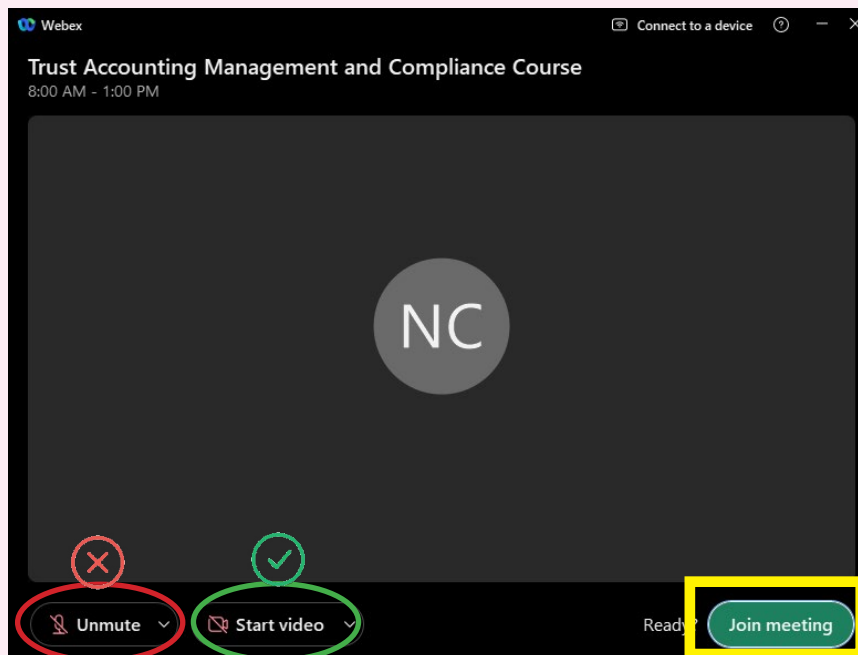 Webex
Connect to a device
Trust Accounting Management and Compliance Course
8:00 AM - 1:00 PM
NC
Unmute
Start video
Ready?
Join meeting